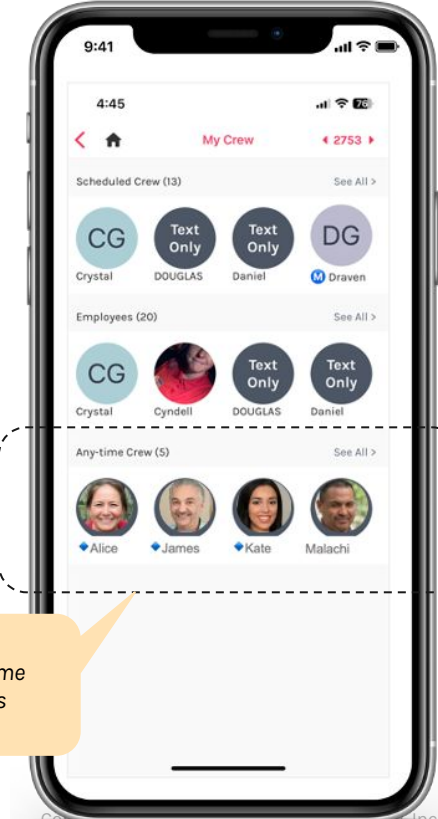 9:41
4:45 76
My Crew 2753
Scheduled Crew (13) See All >
CG Text Only Text Only DG
Crystal DOUGLAS Daniel M Draven
Employees (20) See All >
CG Text Only Text Only
Crystal Cyndell DOUGLAS Daniel
Any-time Crew (5) See All >
Alice James Kate Malachi